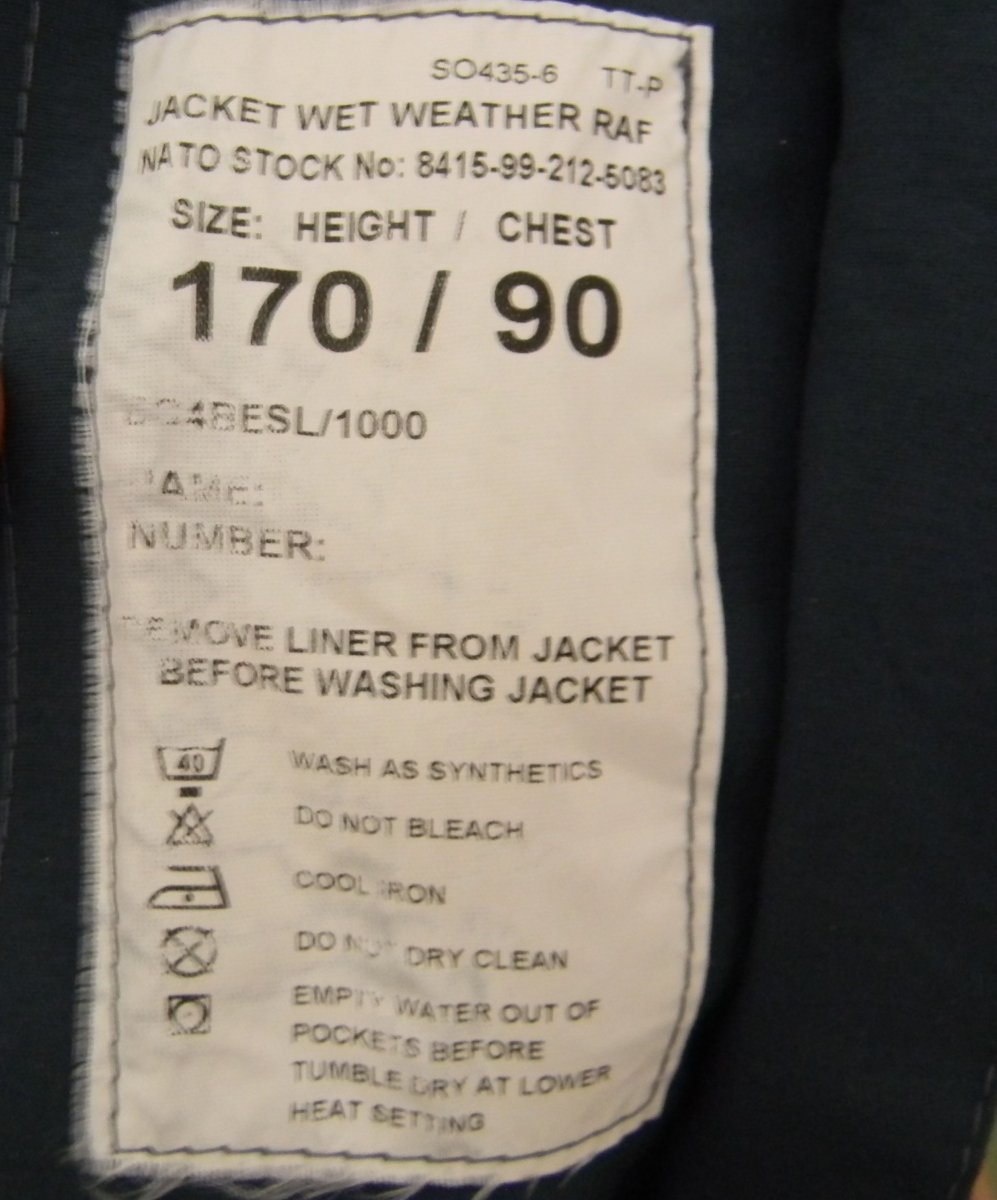 SO435-6 TT-P
JACKET WET WEATHER RAF
NATO STOCK No: 8415-99-212-5083
SIZE: HEIGHT / CHEST
170 / 90
NAME:
NUMBER:
REMOVE LINER FROM JACKET
BEFORE WASHING JACKET
40 WASH AS SYNTHETICS
DO NOT BLEACH
COOL IRON
DO NOT DRY CLEAN
EMPTY WATER OUT OF
POCKETS BEFORE
TUMBLE DRY AT LOWER
HEAT SETTING